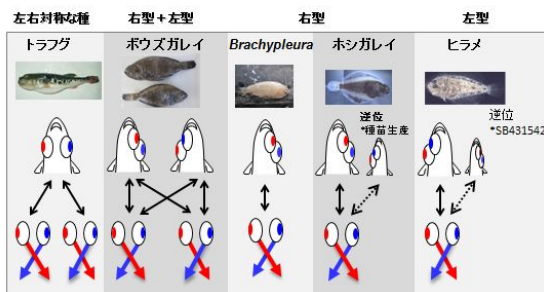 左右対称な種
右型＋左型
右型
左型
トラフグ
ボウズガレイ
Brachypleura
ホシガレイ
ヒラメ
逆位
*種苗生産
逆位
*SB431542